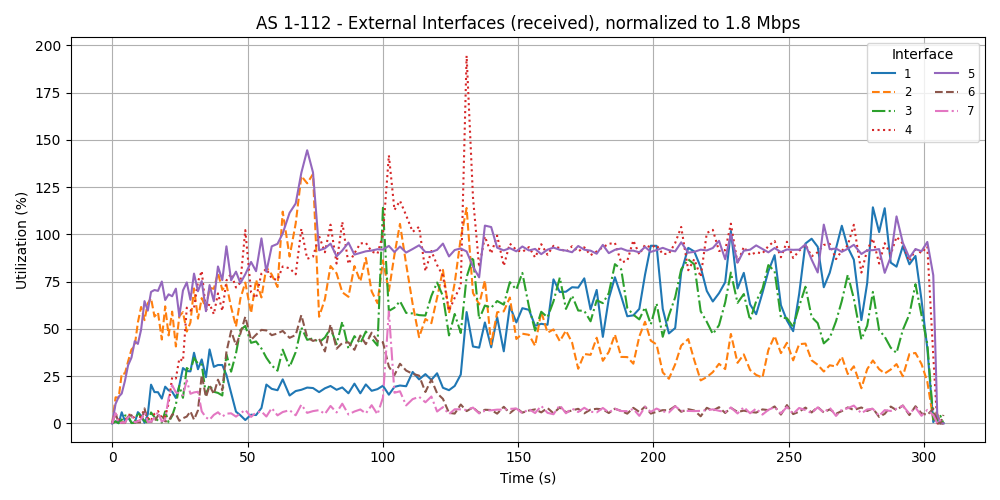 AS 1-112 - External Interfaces (received), normalized to 1.8 Mbps
Utilization (%)
200
175
150
125
100
75
50
25
0
0 50 100 150 200 250 300
Time (s)
Interface
1 5
2 6
3 7
4